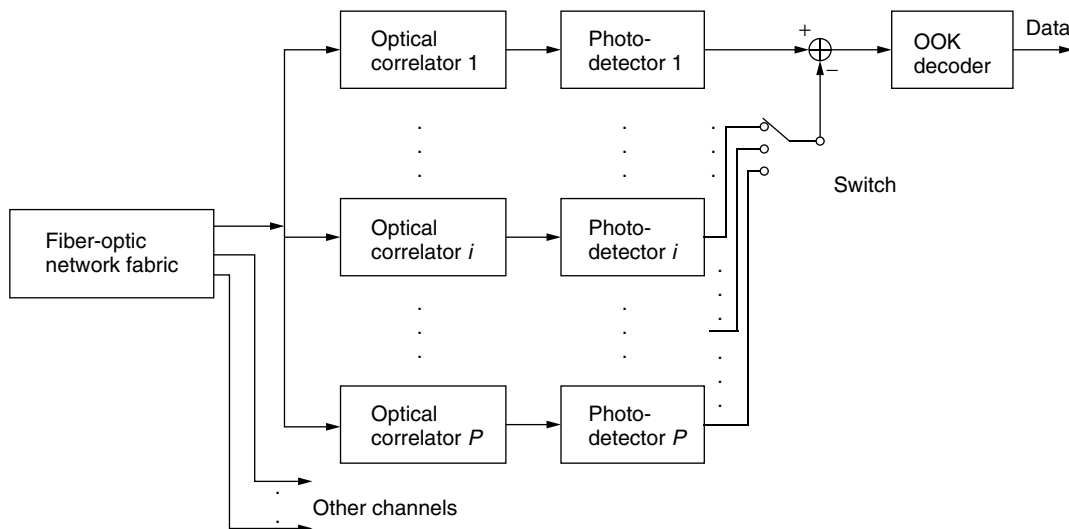 Optical
correlator 1
Photo-
detector 1
+
−
OOK
decoder
Data
Switch
Fiber-optic
network fabric
Optical
correlator i
Photo-
detector i
Optical
correlator P
Photo-
detector P
Other channels